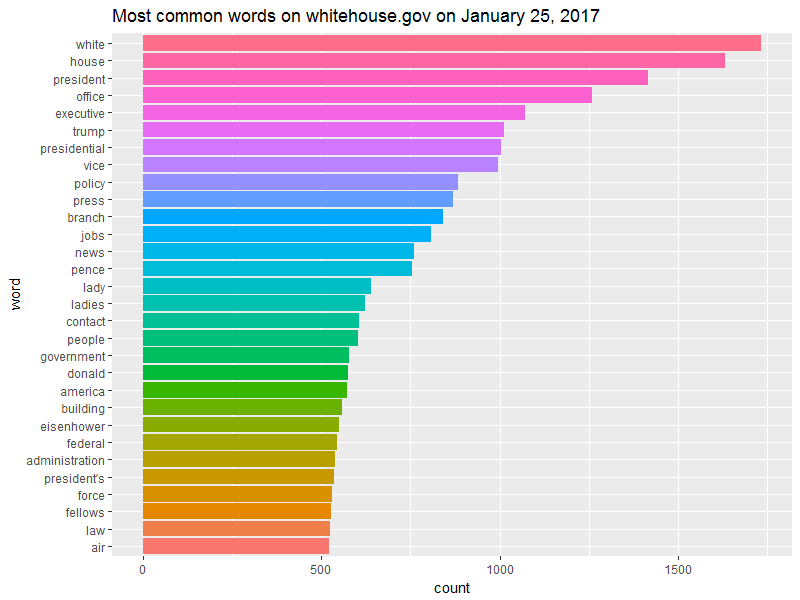 Most common words on whitehouse.gov on January 25, 2017
white
house
president
office
executive
trump
presidential
vice
policy
press
branch
jobs
news
pence
lady
ladies
contact
people
government
donald
america
building
eisenhower
federal
administration
president's
force
fellows
law
air
word
0 500 1000 1500
count